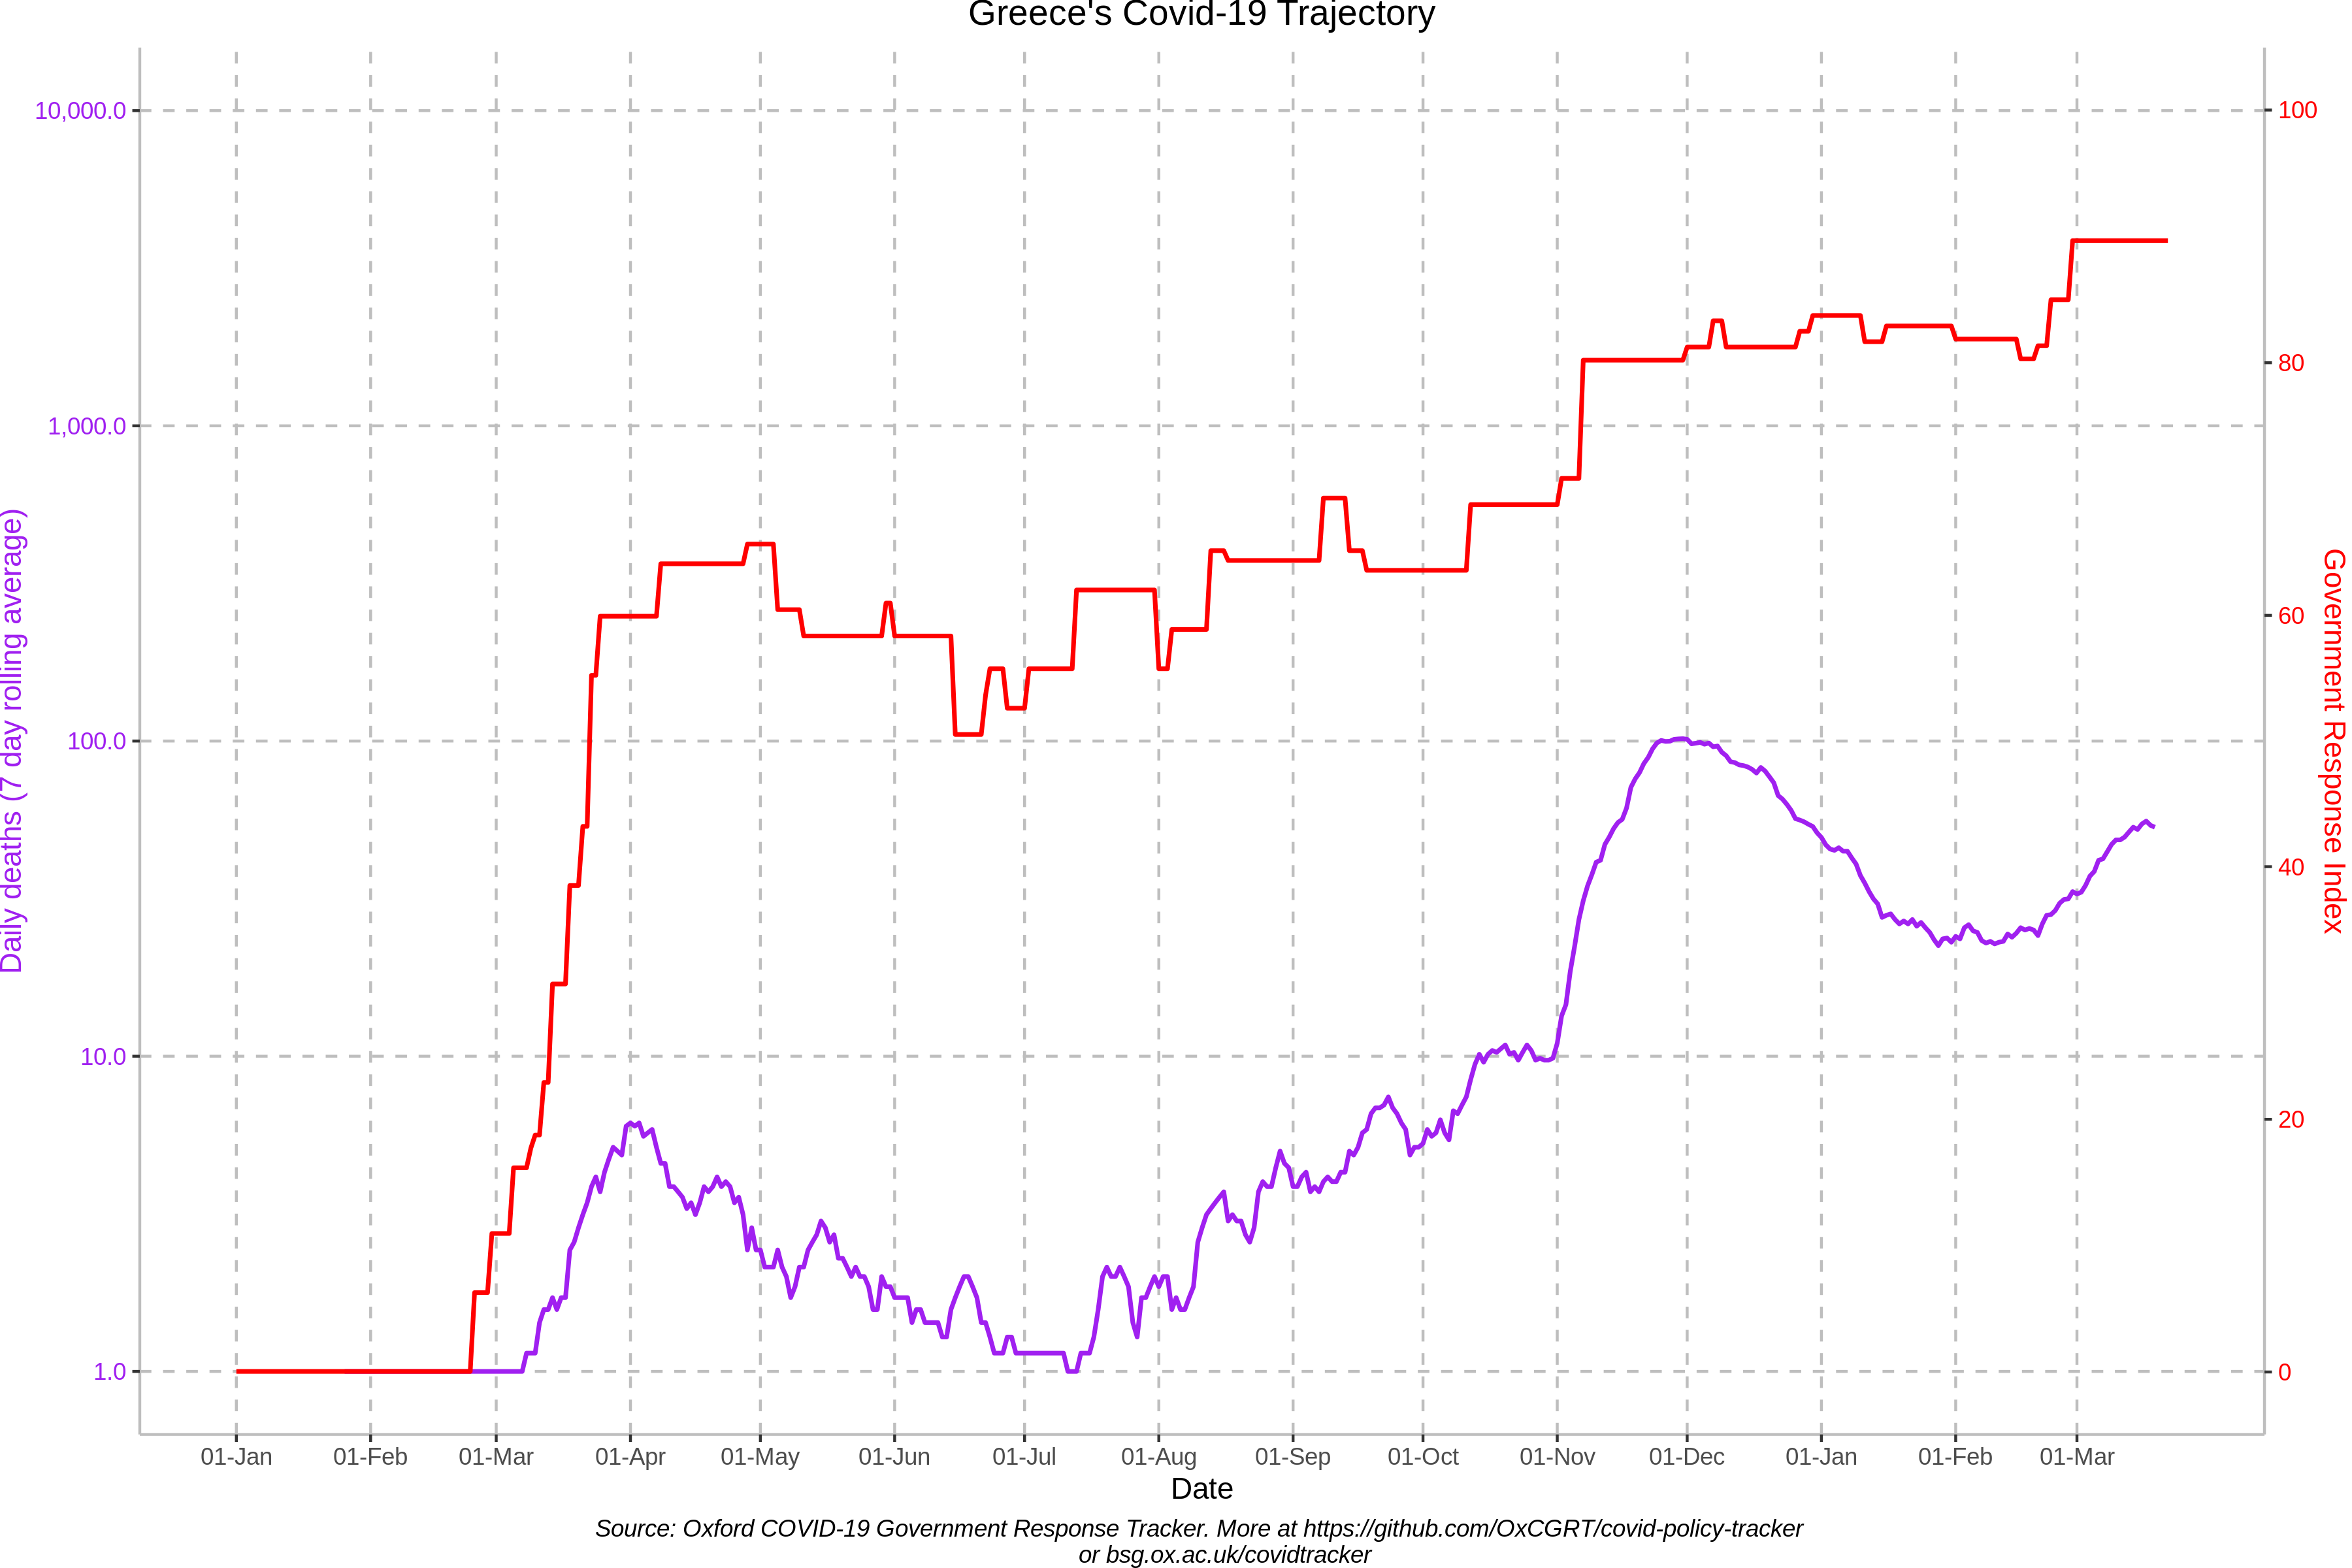 Greece's Covid-19 Trajectory
10,000.0
1,000.0
100.0
10.0
1.0
Daily deaths (7 day rolling average)
100
80
60
40
20
0
Government Response Index
01-Jan 01-Feb 01-Mar 01-Apr 01-May 01-Jun 01-Jul 01-Aug 01-Sep 01-Oct 01-Nov 01-Dec 01-Jan 01-Feb 01-Mar
Date
Source: Oxford COVID-19 Government Response Tracker. More at https://github.com/OxCGRT/covid-policy-tracker
or bsg.ox.ac.uk/covidtracker